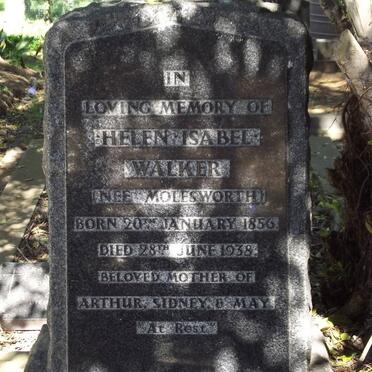 IN
LOVING MEMORY OF
HELEN ISABEL
WALKER
(NEE MOLESWORTH)
BORN 20TH JANUARY 1856.
DIED 28TH JUNE 1938.
BELOVED MOTHER OF
ARTHUR, SIDNEY & MAY.
"At Rest."